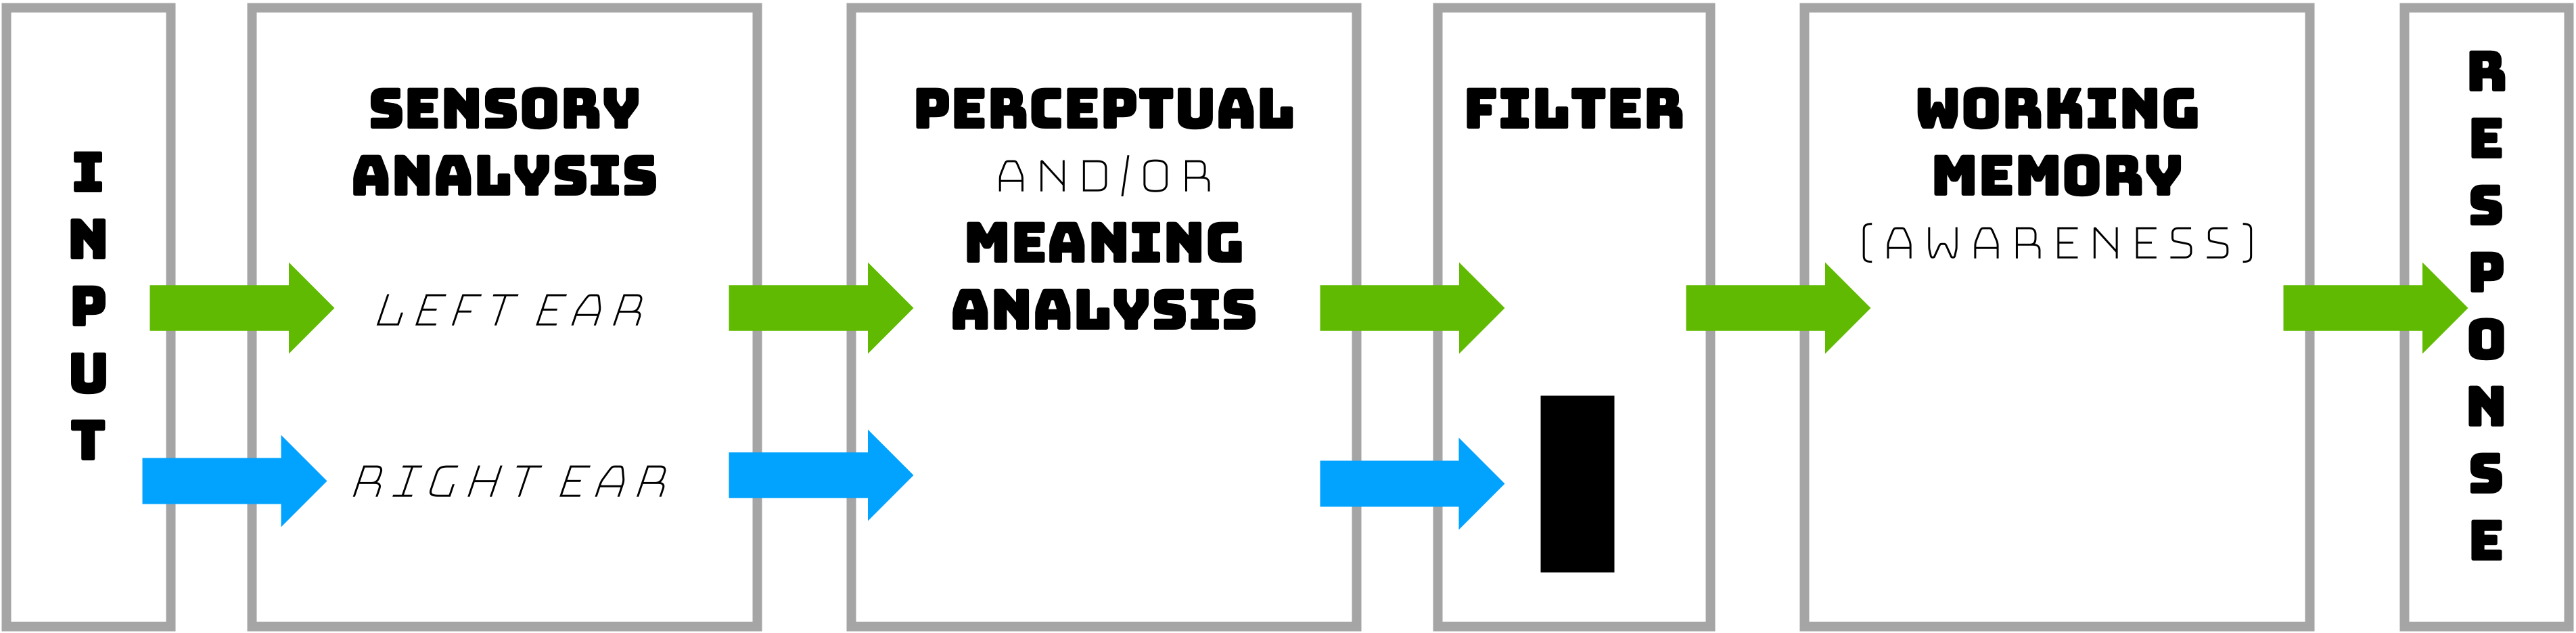 INPUT
SENSORY
ANALYSIS
LEFT EAR
RIGHT EAR
PERCEPTUAL
AND/OR
MEANING
ANALYSIS
FILTER
WORKING
MEMORY
(AWARENESS)
RESPONSE